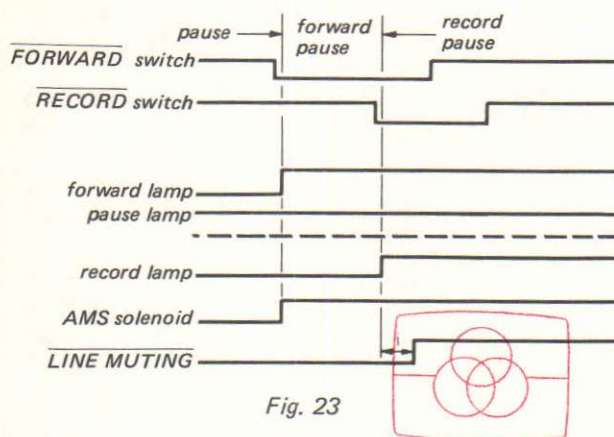 pause forward pause record pause
FORWARD switch
RECORD switch
forward lamp
pause lamp
record lamp
AMS solenoid
LINE MUTING
Fig. 23